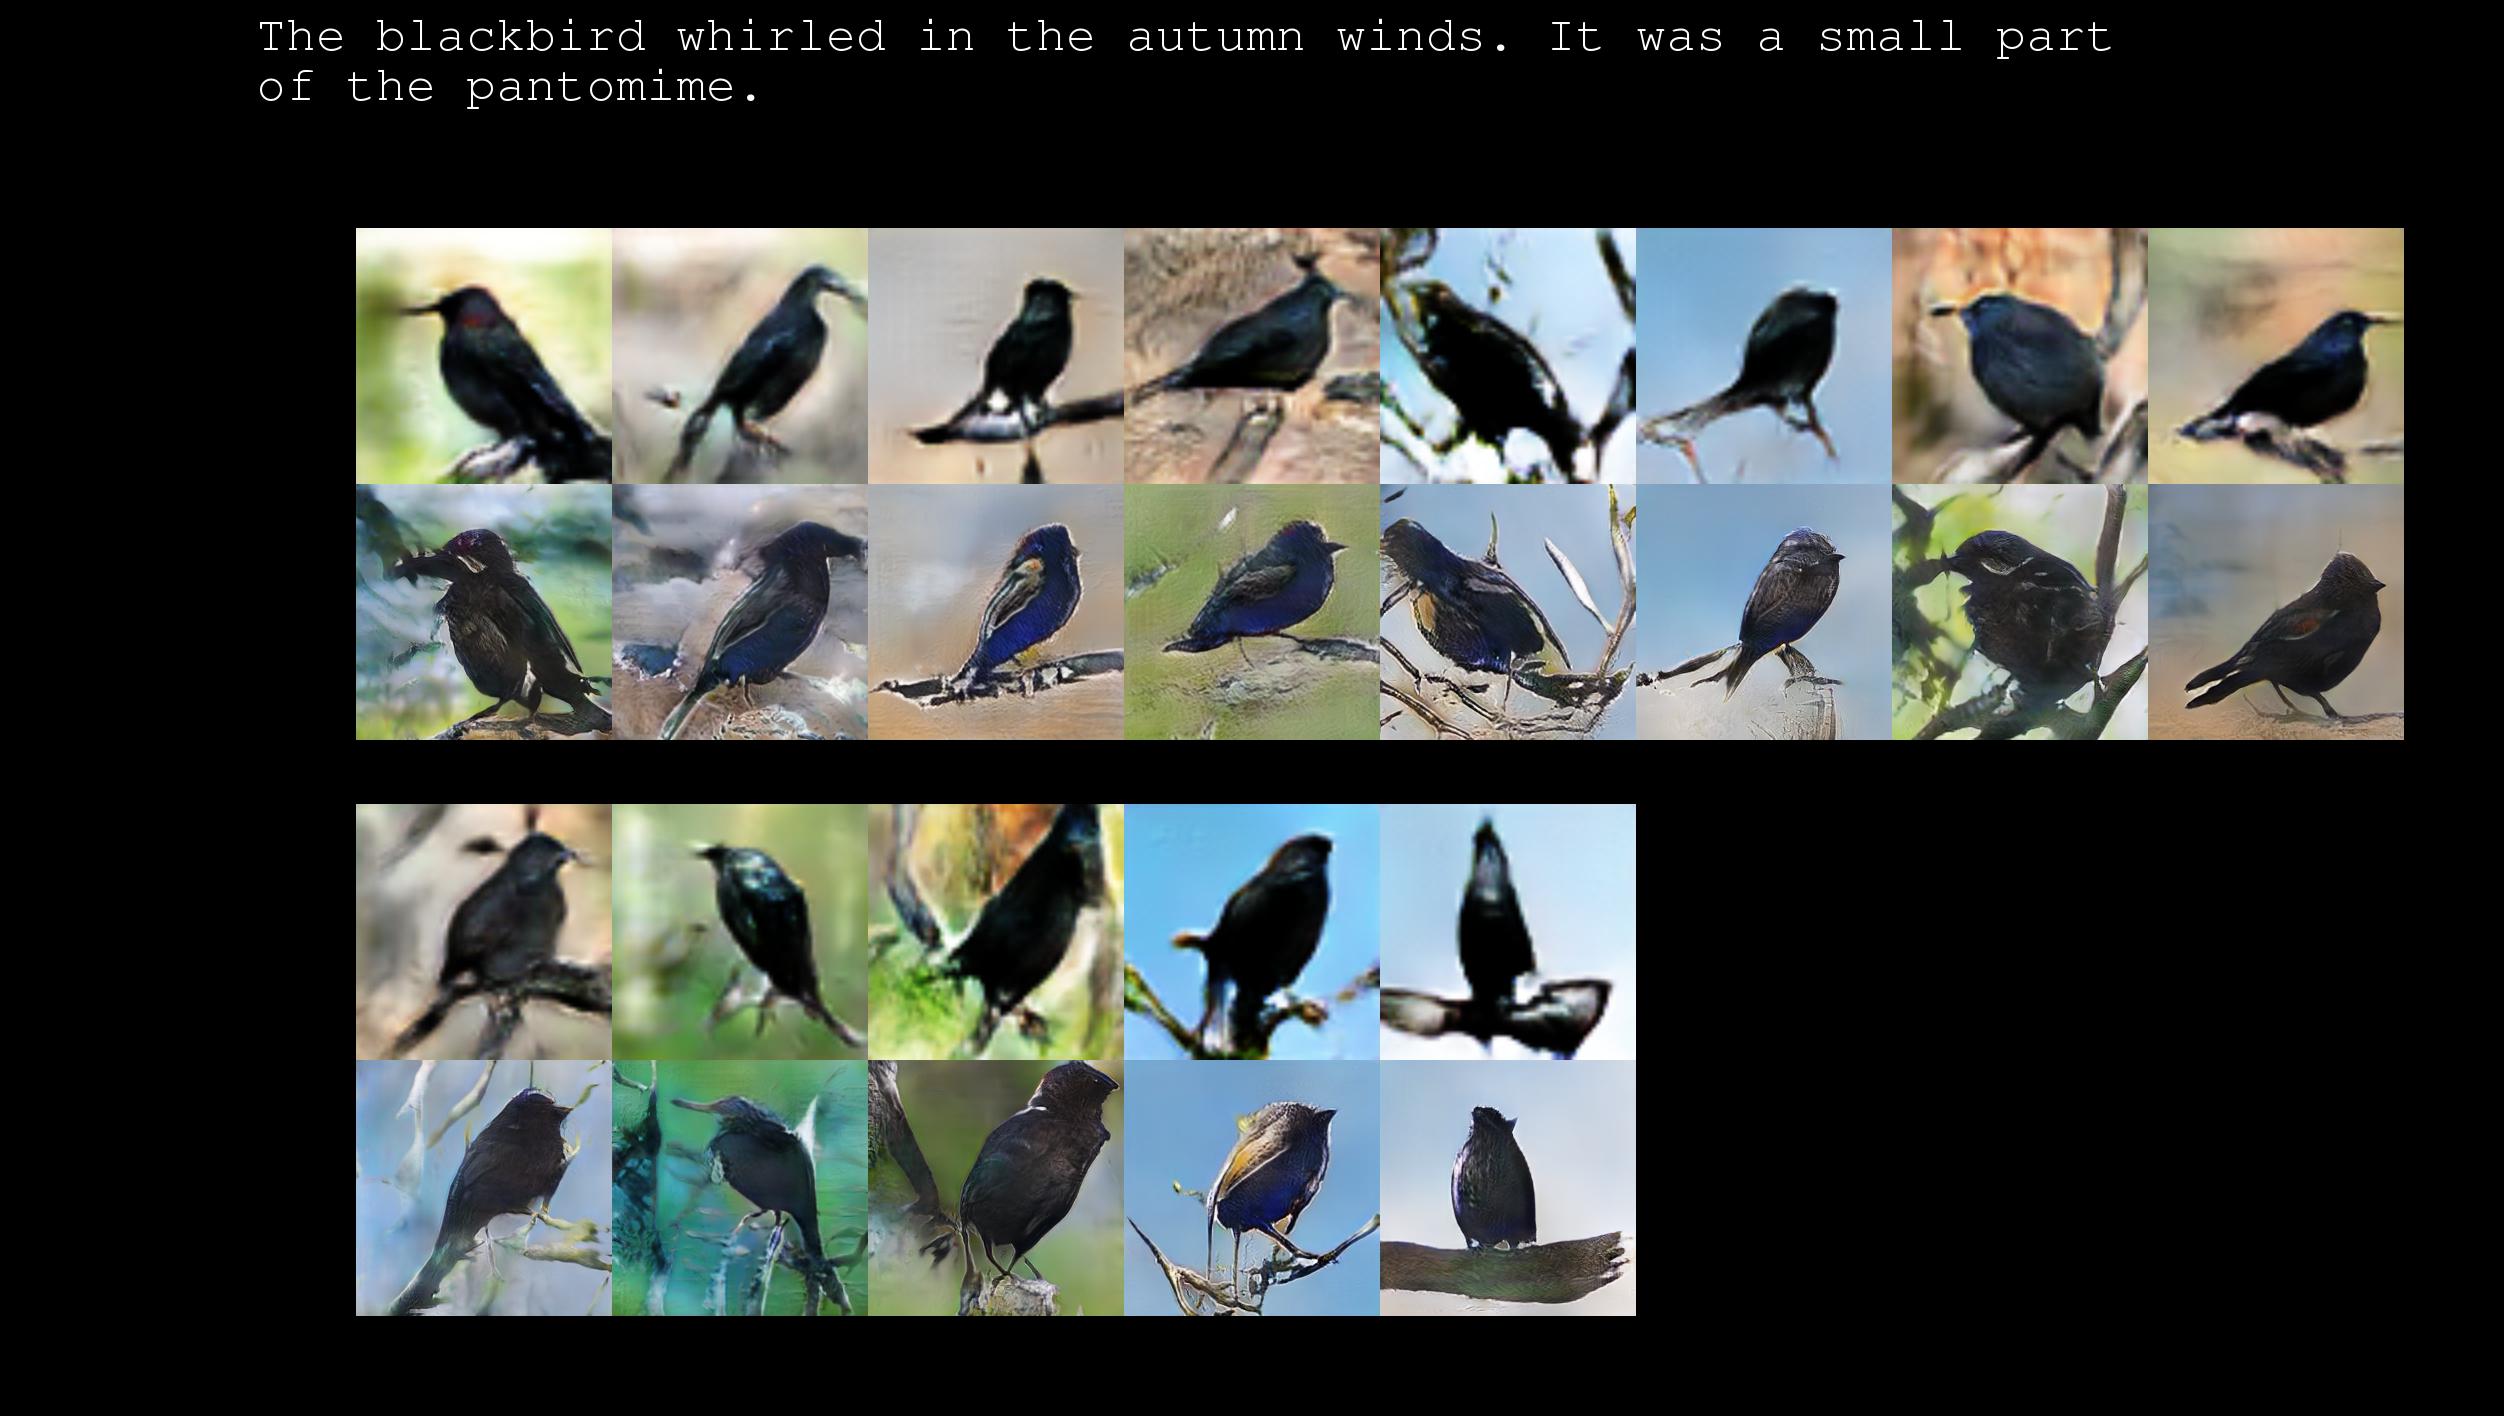 The blackbird whirled in the autumn winds. It was a small part
of the pantomime.